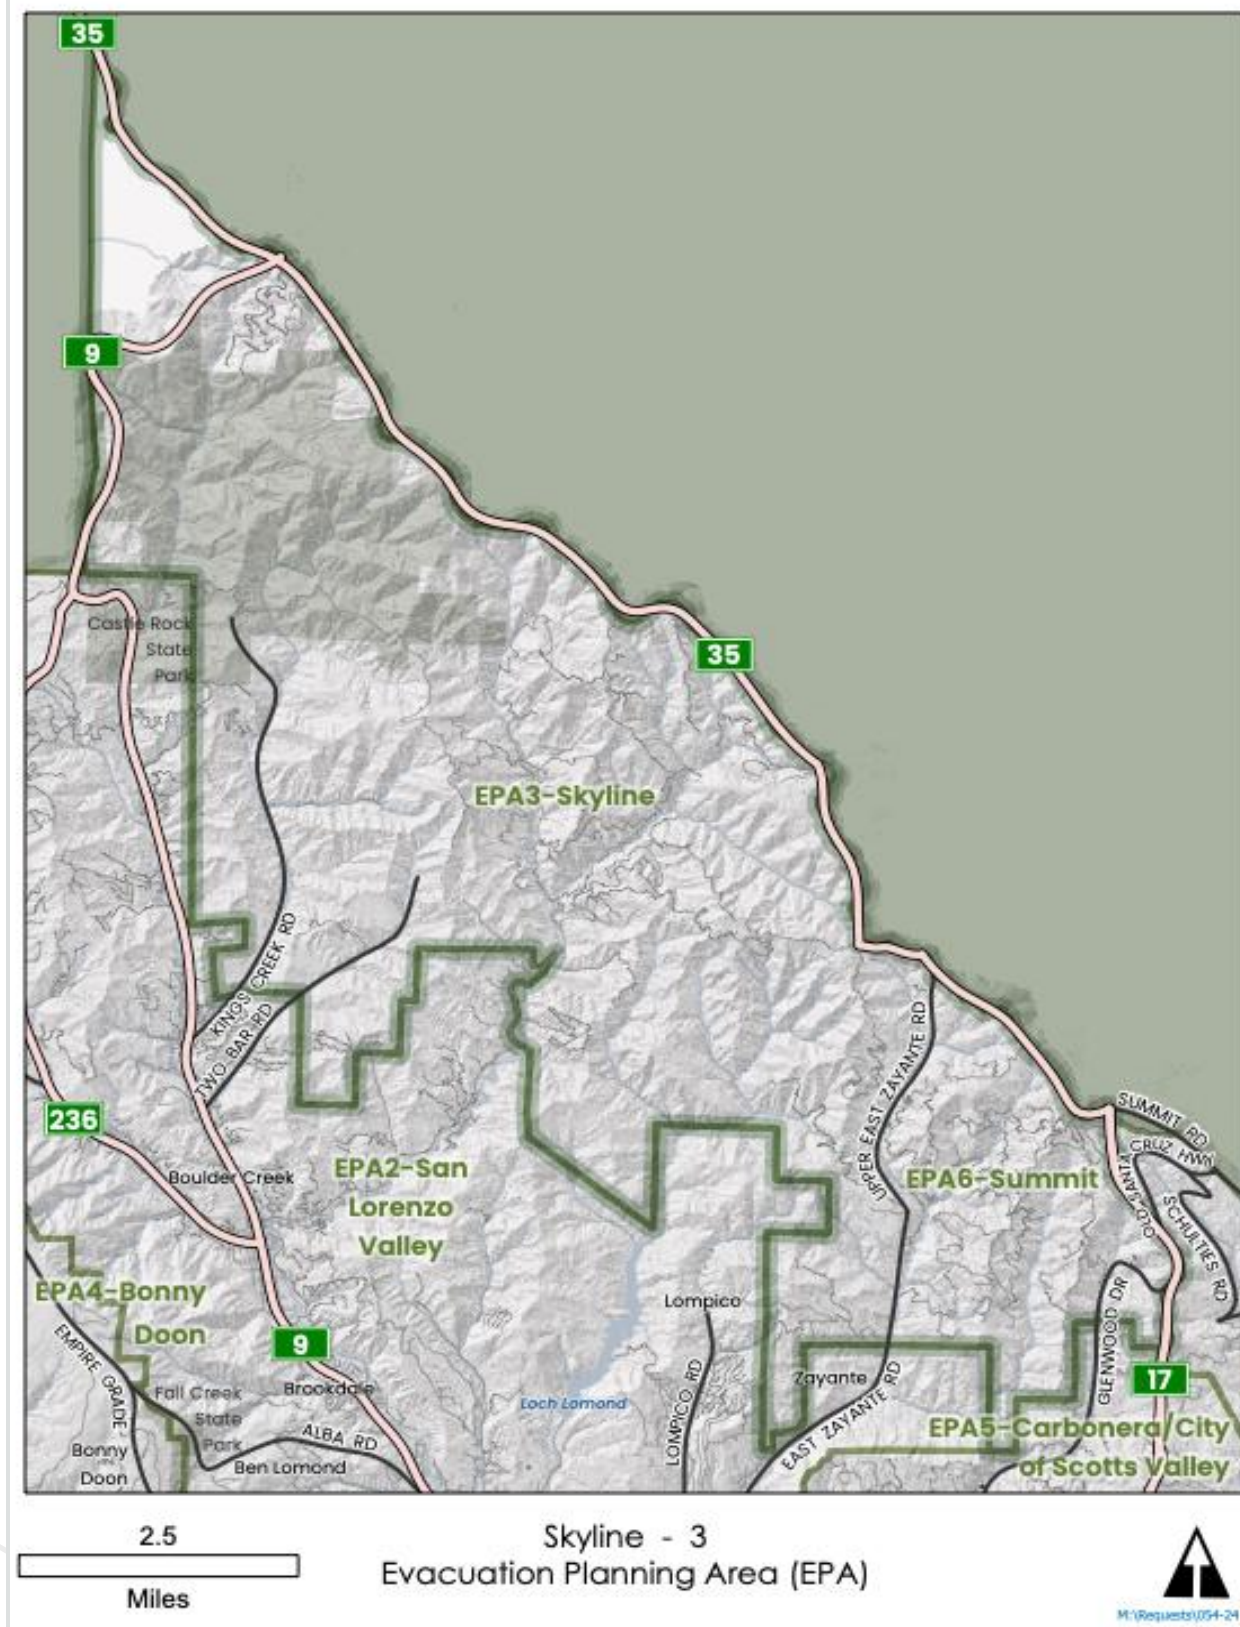 35
9
Castle Rock
State
Park
35
EPA3-Skyline
KINGS CREEK RD
TWO BAR RD
UPPER EAST ZAYANTE RD
236
SUMMIT RD
OLD SANTA CRUZ HWY
Boulder Creek
EPA2-San
Lorenzo
Valley
EPA6-Summit
SCHULTIES RD
EPA4-Bonny
Doon
Lompico
GLENWOOD DR
EMPIRE GRADE
9
Fall Creek
State
Park
Brookdale
Loch Lomond
LOMPICO RD
Zayante
EAST ZAYANTE RD
17
EPA5-Carbonera/City
of Scotts Valley
ALBA RD
Bonny
Doon
Ben Lomond
2.5
Miles
Skyline - 3
Evacuation Planning Area (EPA)
M:\Requests\054-24